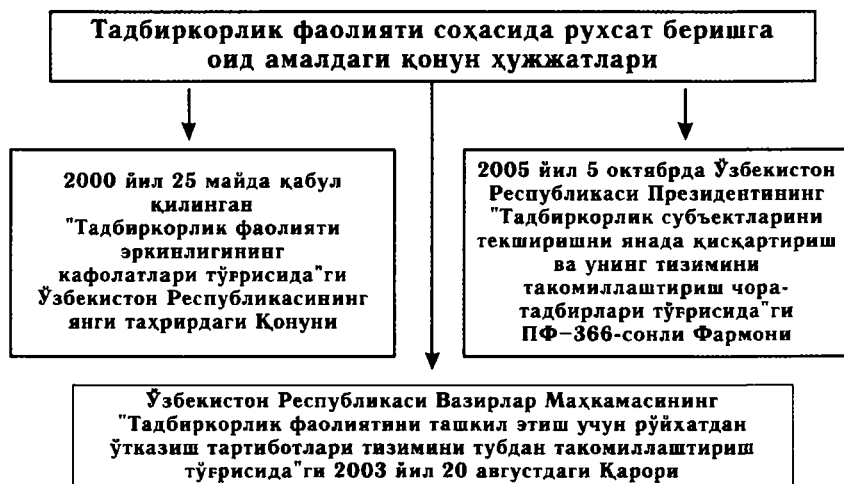 Тадбиркорлик фаолияти соҳасида рухсат беришга
оид амалдаги қонун ҳужжатлари
2000 йил 25 майда қабул
қилинган
"Тадбиркорлик фаолияти
эркинлигининг
кафолатлари тўғрисида"ги
Ўзбекистон Республикасининг
янги таҳрирдаги Қонуни
2005 йил 5 октябрда Ўзбекистон
Республикаси Президентининг
"Тадбиркорлик субъектларини
текширишни янада қисқартириш
ва унинг тизимини
такомиллаштириш чора-
тадбирлари тўғрисида"ги
ПФ–366-сонли Фармони
Ўзбекистон Республикаси Вазирлар Маҳкамасининг
"Тадбиркорлик фаолиятини ташкил этиш учун рўйхатдан
ўтказиш тартиботлари тизимини тубдан такомиллаштириш
тўғрисида"ги 2003 йил 20 августдаги Қарори